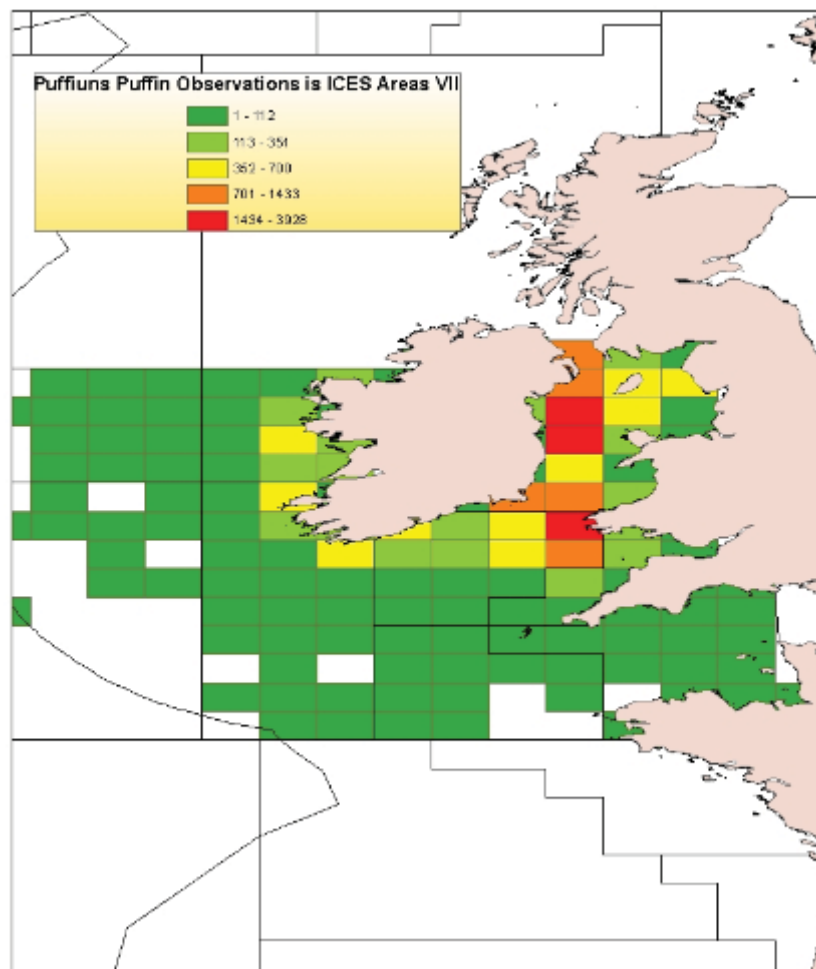 Puffiuns Puffin Observations is ICES Areas VII
1 - 112
113 - 351
352 - 700
701 - 1433
1434 - 3928